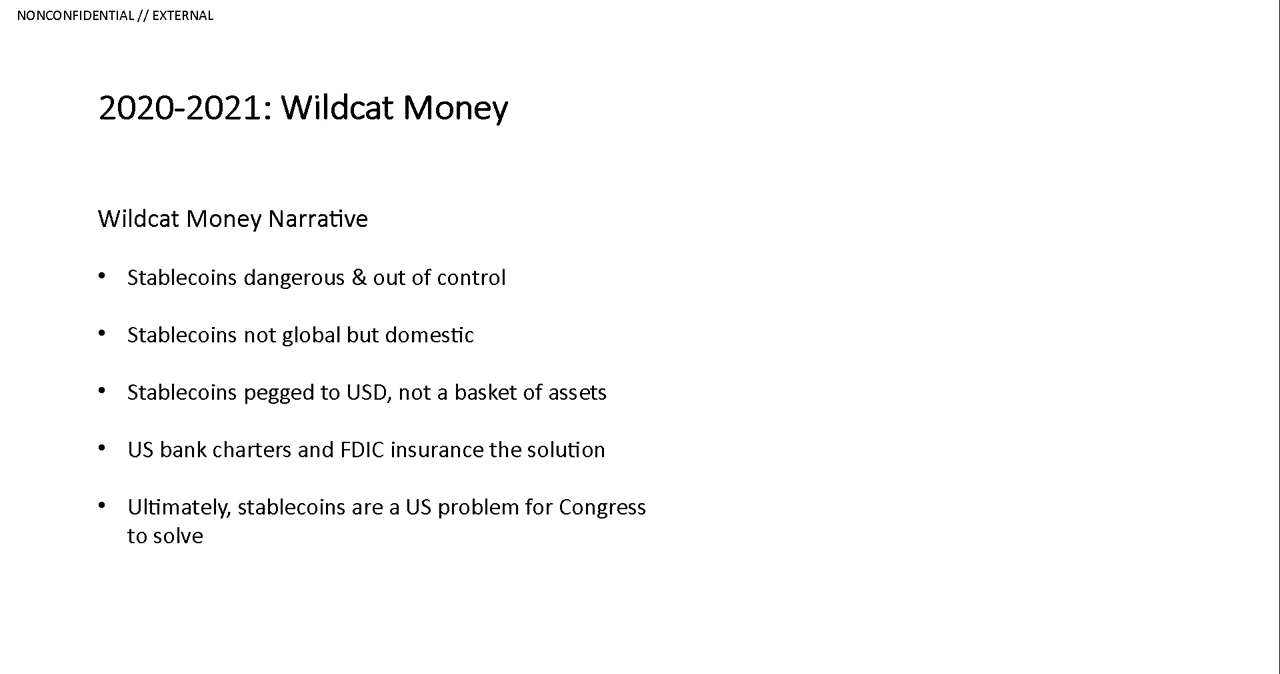 NONCONFIDENTIAL // EXTERNAL
2020-2021: Wildcat Money
Wildcat Money Narrative
• Stablecoins dangerous & out of control
• Stablecoins not global but domestic
• Stablecoins pegged to USD, not a basket of assets
• US bank charters and FDIC insurance the solution
• Ultimately, stablecoins are a US problem for Congress
to solve